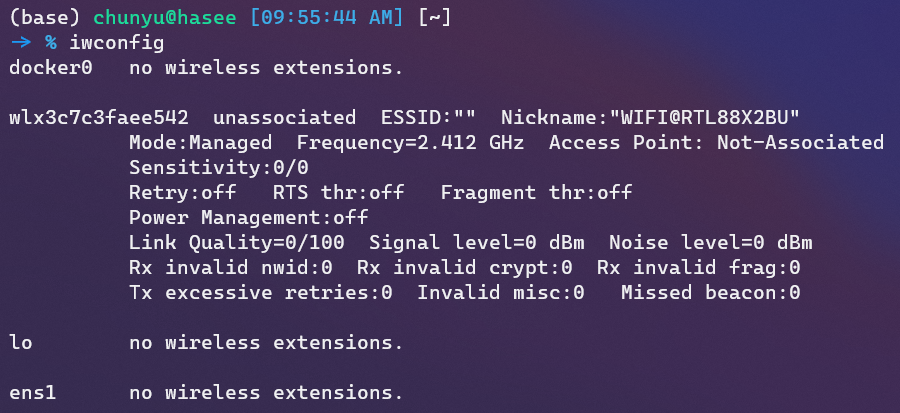 (base) chunyu@hasee [09:55:44 AM] [~]
→ % iwconfig
docker0   no wireless extensions.

wlx3c7c3faee542  unassociated  ESSID:""  Nickname:"WIFI@RTL88X2BU"
          Mode:Managed  Frequency=2.412 GHz  Access Point: Not-Associated
          Sensitivity:0/0
          Retry:off   RTS thr:off   Fragment thr:off
          Power Management:off
          Link Quality=0/100  Signal level=0 dBm  Noise level=0 dBm
          Rx invalid nwid:0  Rx invalid crypt:0  Rx invalid frag:0
          Tx excessive retries:0  Invalid misc:0   Missed beacon:0

lo        no wireless extensions.

ens1      no wireless extensions.